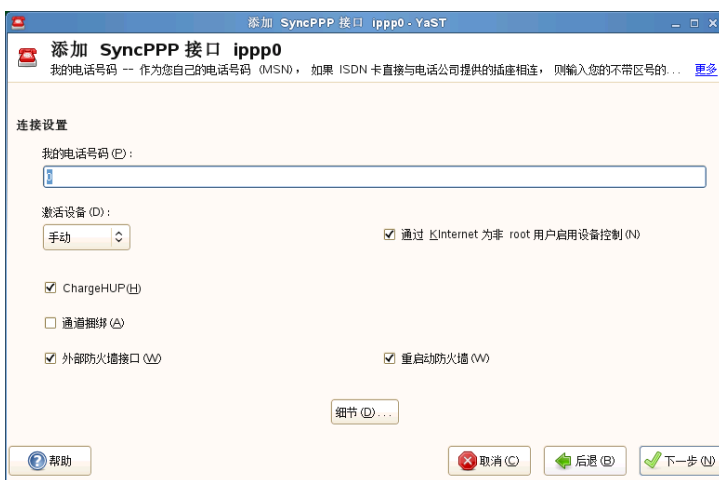 添加 SyncPPP 接口 ippp0 - YaST
添加 SyncPPP 接口 ippp0
我的电话号码 -- 作为您自己的电话号码 (MSN)， 如果 ISDN 卡直接与电话公司提供的插座相连， 则输入您的不带区号的... 更多
连接设置
我的电话号码(P)：
0
激活设备(D)：
手动
通过 KInternet 为非 root 用户启用设备控制(N)
ChargeHUP(H)
通道捆绑(A)
外部防火墙接口(W)
重启动防火墙(W)
细节(D)...
帮助
取消(C)
后退(B)
下一步(N)